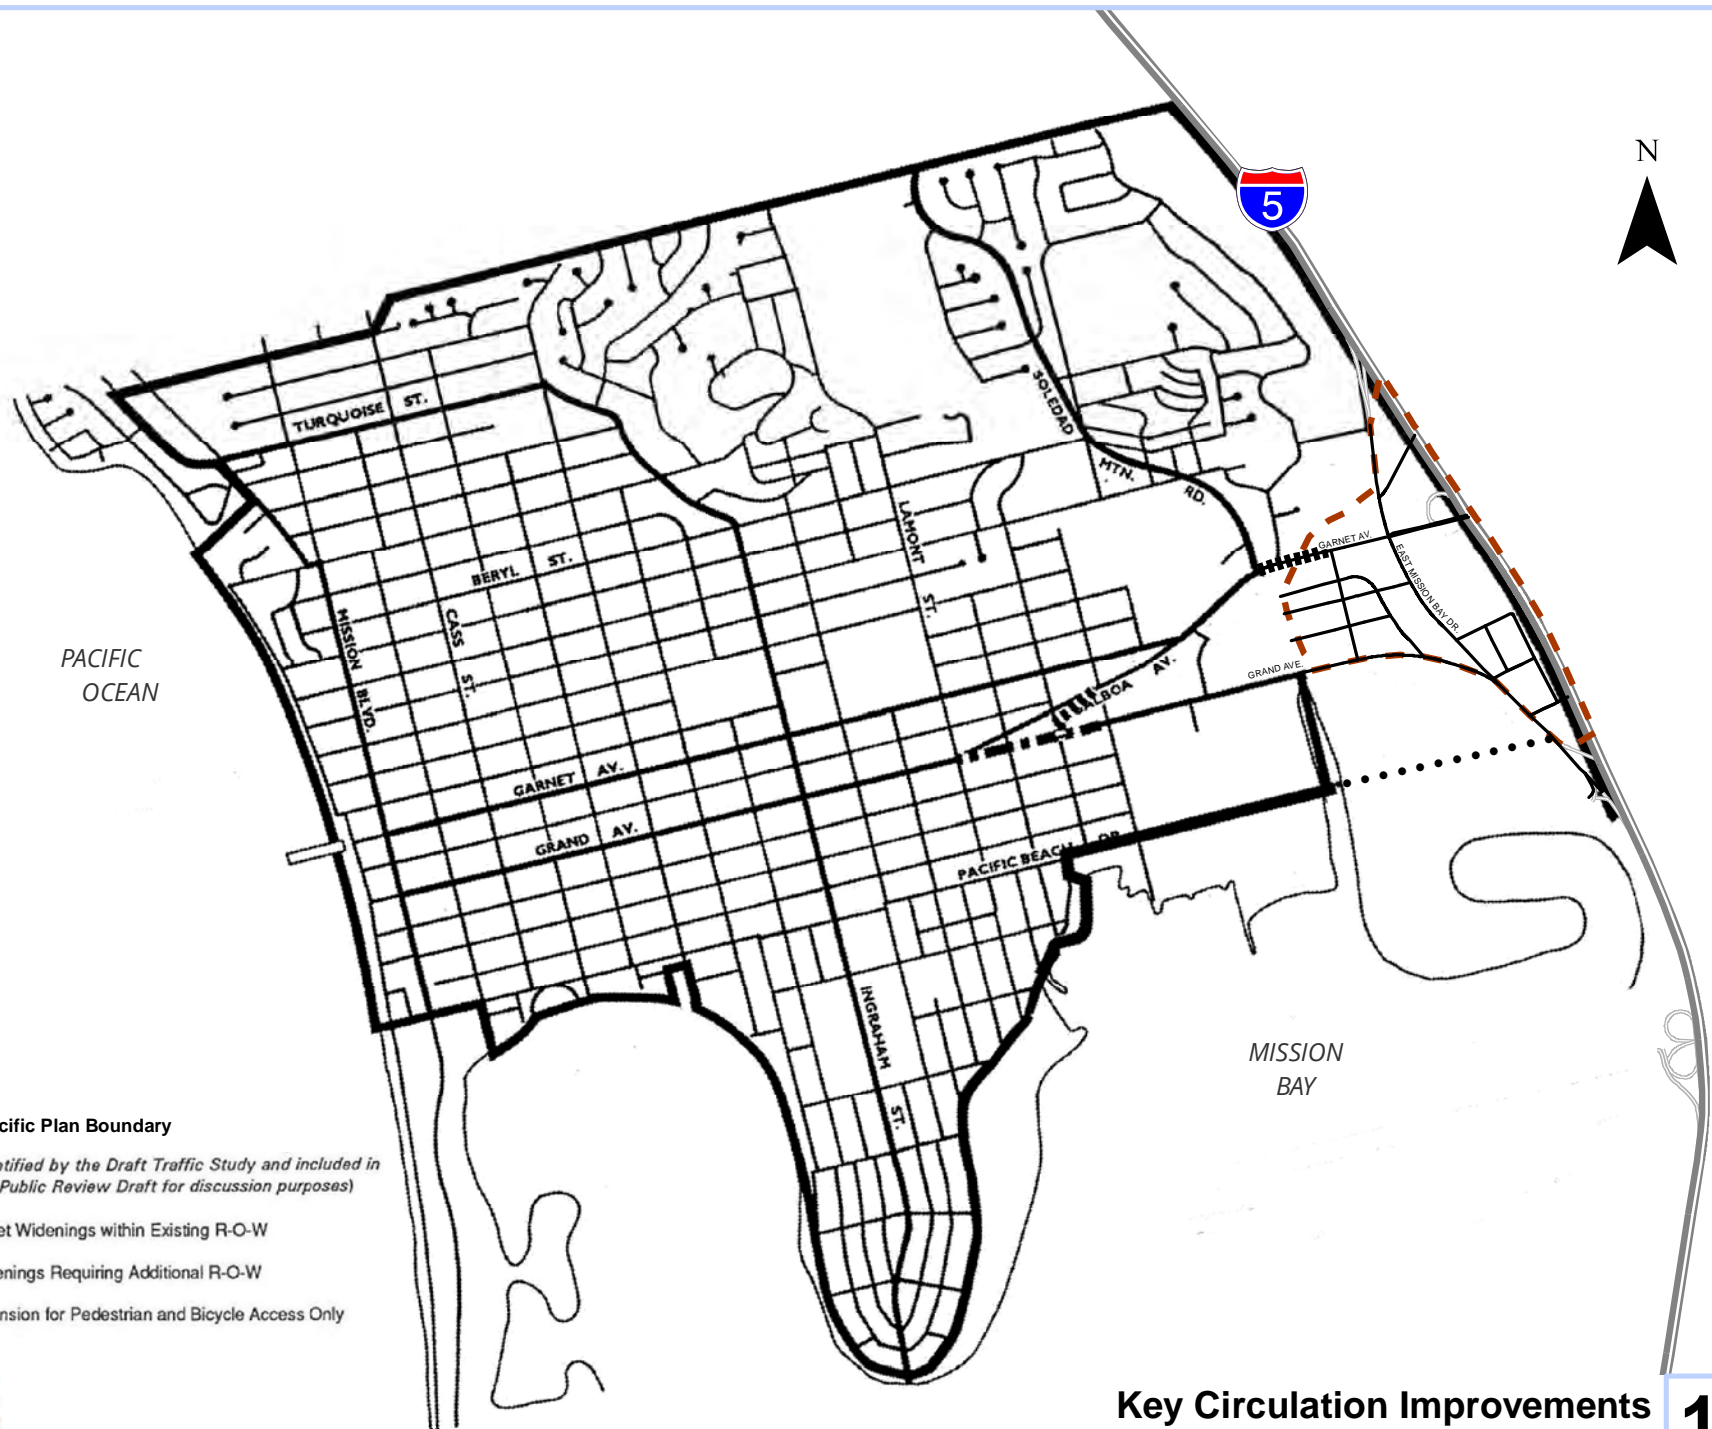 N
5
TURQUOISE ST.
SOLEDAD
MTN.
RD.
LAMONT
ST.
GARNET AV.
EAST MISSION BAY DR.
BERYL ST.
CASS
ST.
MISSION BLVD.
PACIFIC
OCEAN
GRAND AVE.
BALBOA AV.
GARNET AV.
GRAND AV.
PACIFIC BEACH DR.
INGRAHAM
ST.
MISSION
BAY
cific Plan Boundary
ntified by the Draft Traffic Study and included in
Public Review Draft for discussion purposes)
et Widenings within Existing R-O-W
enings Requiring Additional R-O-W
nsion for Pedestrian and Bicycle Access Only
Key Circulation Improvements
1